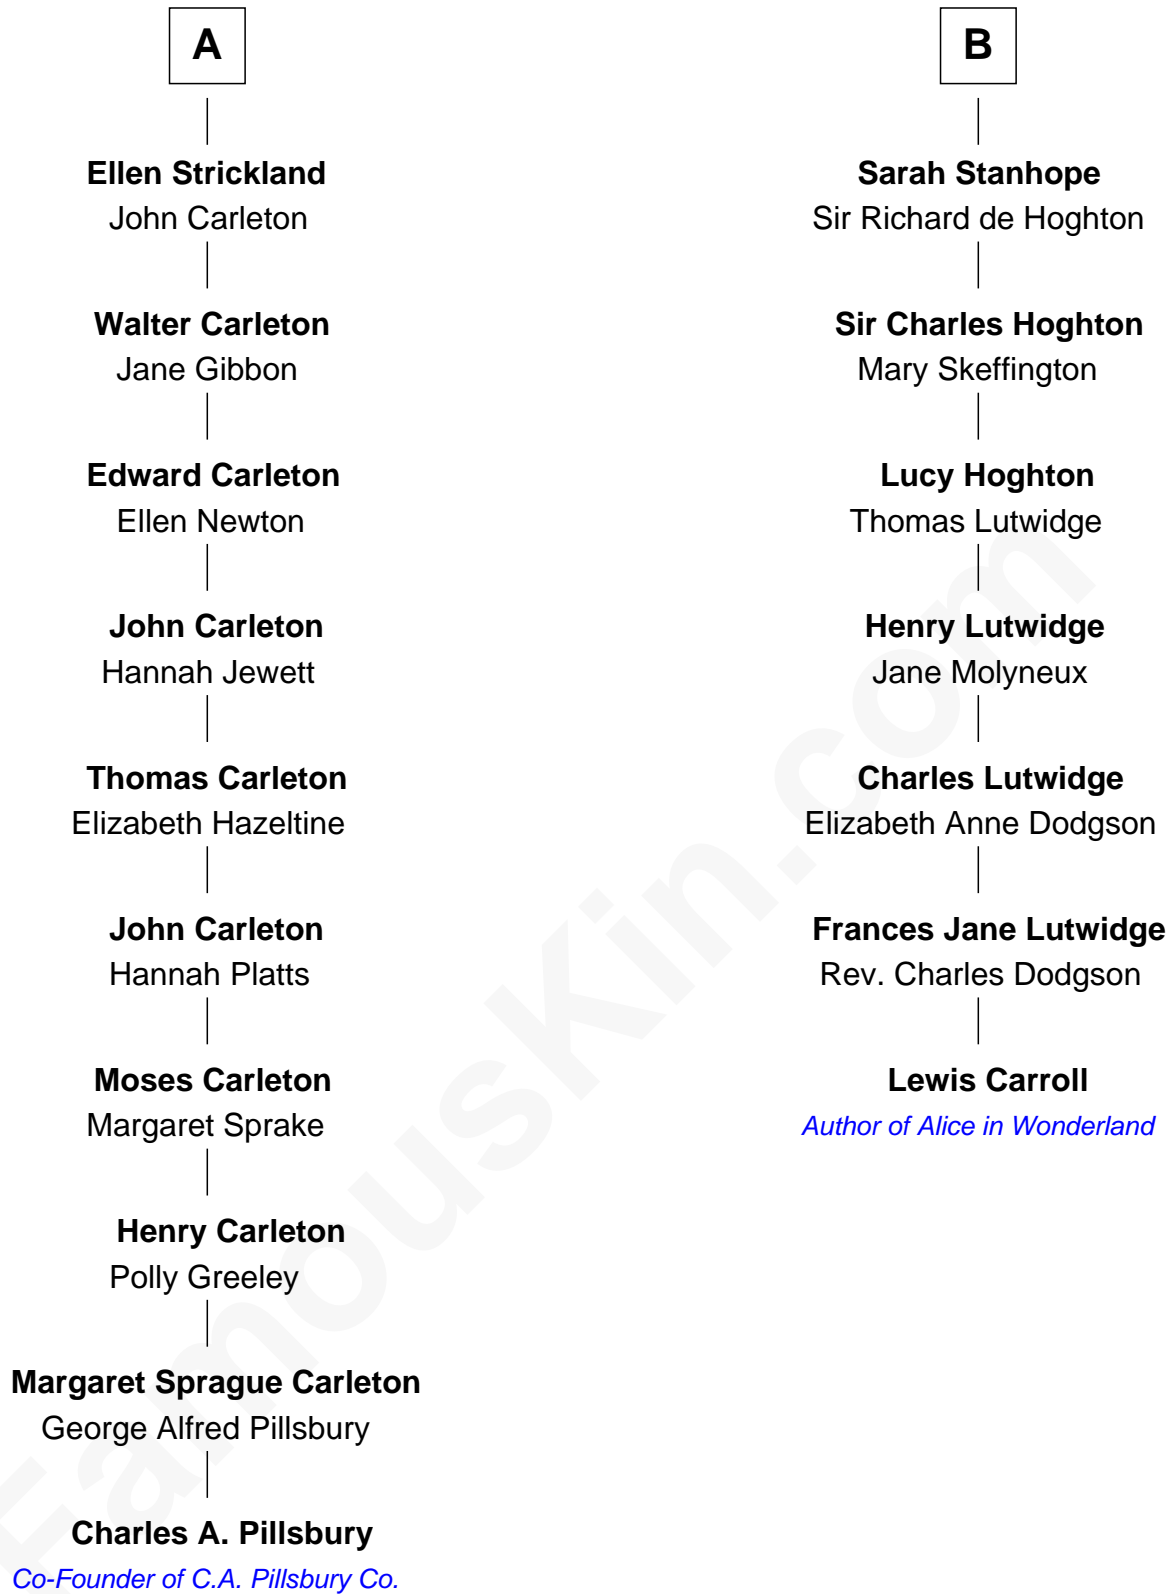 A
Ellen Strickland
John Carleton
Walter Carleton
Jane Gibbon
Edward Carleton
Ellen Newton
John Carleton
Hannah Jewett
Thomas Carleton
Elizabeth Hazeltine
John Carleton
Hannah Platts
Moses Carleton
Margaret Sprake
Henry Carleton
Polly Greeley
Margaret Sprague Carleton
George Alfred Pillsbury
Charles A. Pillsbury
Co-Founder of C.A. Pillsbury Co.
B
Sarah Stanhope
Sir Richard de Hoghton
Sir Charles Hoghton
Mary Skeffington
Lucy Hoghton
Thomas Lutwidge
Henry Lutwidge
Jane Molyneux
Charles Lutwidge
Elizabeth Anne Dodgson
Frances Jane Lutwidge
Rev. Charles Dodgson
Lewis Carroll
Author of Alice in Wonderland
FamousKin.com